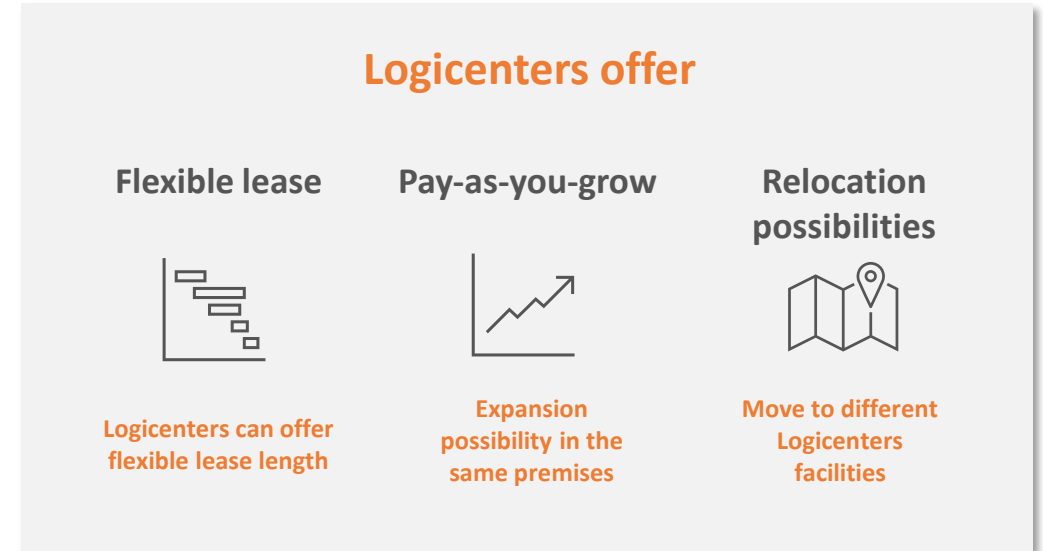 Logicenters offer
Flexible lease
Pay-as-you-grow
Relocation
possibilities
Logicenters can offer
flexible lease length
Expansion
possibility in the
same premises
Move to different
Logicenters
facilities